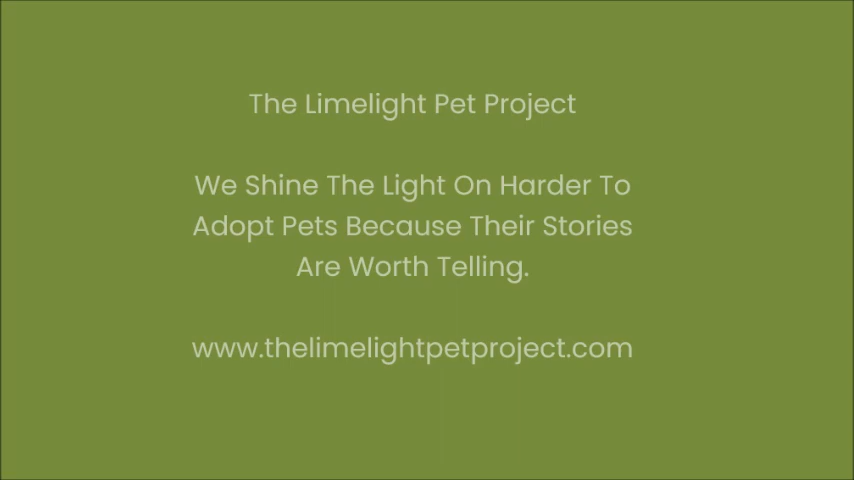 The Limelight Pet Project
We Shine The Light On Harder To
Adopt Pets Because Their Stories
Are Worth Telling.
www.thelimelightpetproject.com